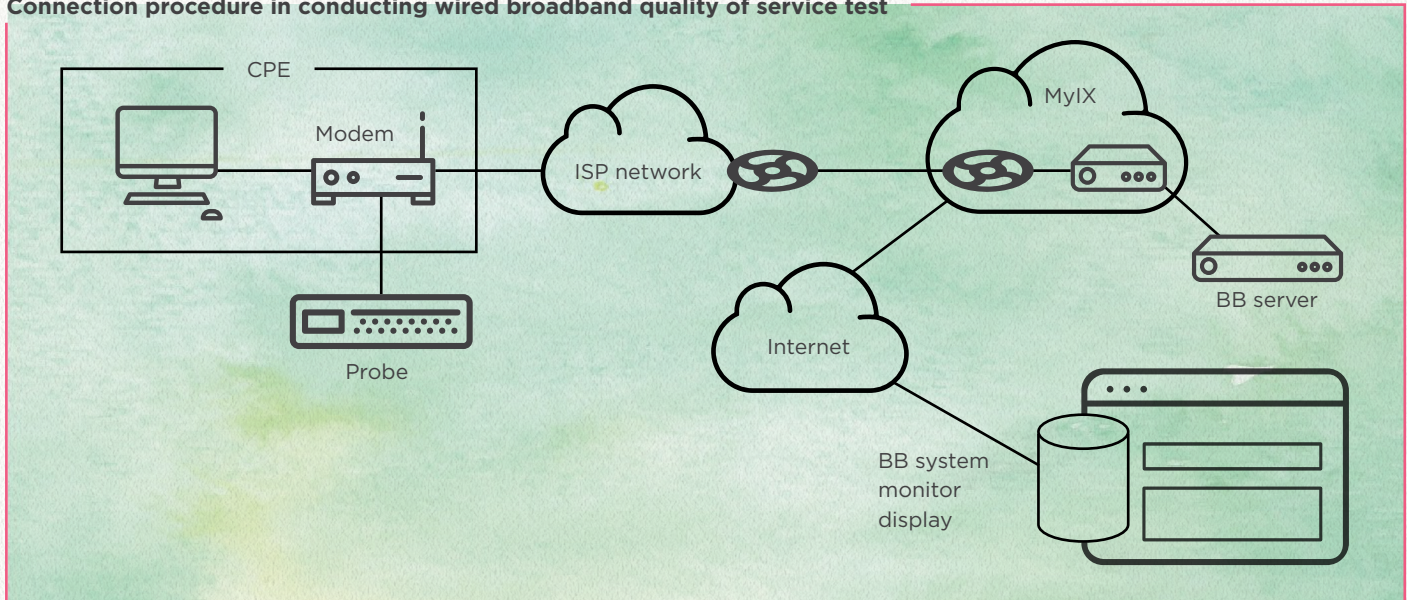 Connection procedure in conducting wired broadband quality of service test
CPE
Modem
MyIX
ISP network
BB server
Internet
Probe
BB system
monitor
display